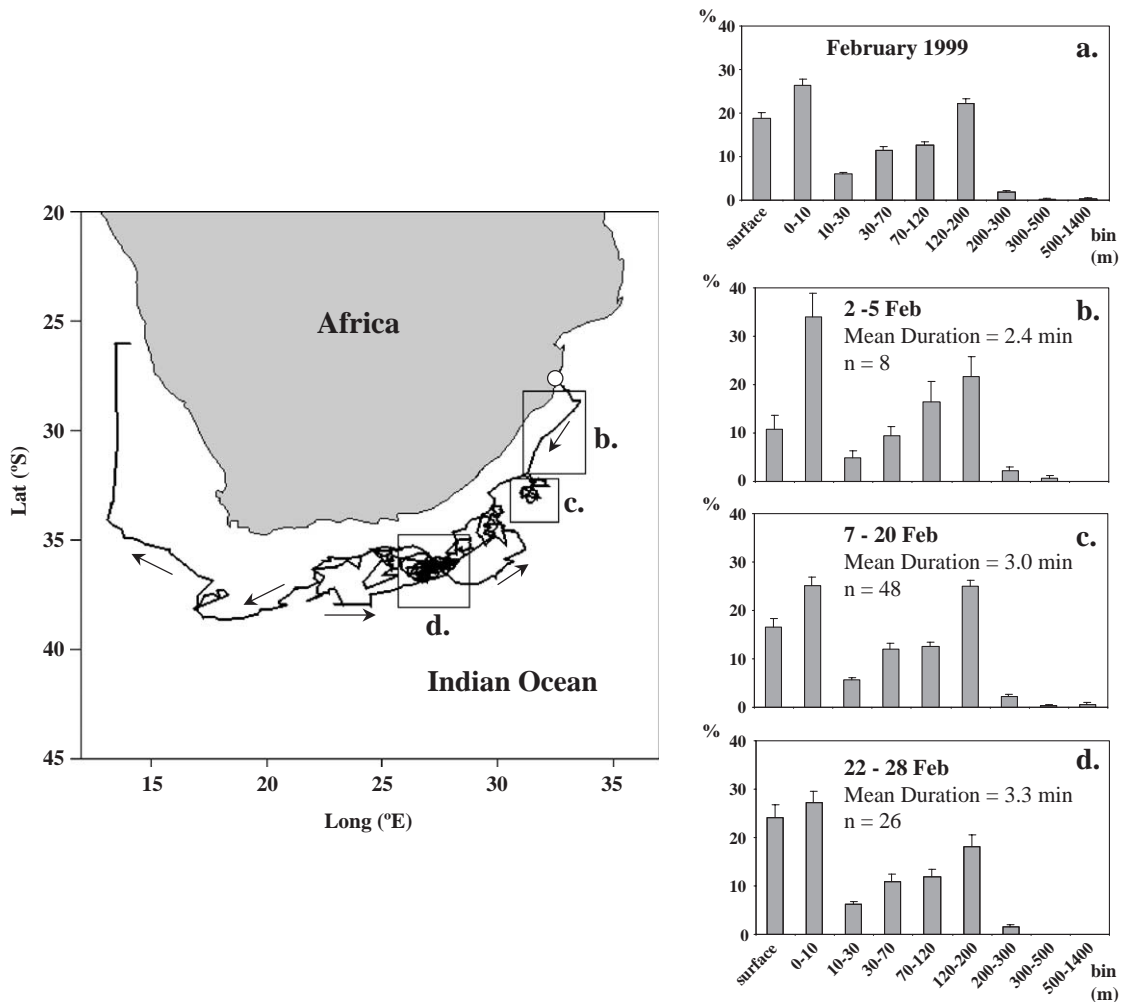 20
25
30
35
40
45
Lat (ºS)
15
20
25
30
35
Long (ºE)
Africa
Indian Ocean
b.
c.
d.
%
40
30
20
10
0
February 1999
a.
surface
0-10
10-30
30-70
70-120
120-200
200-300
300-500
500-1400
bin
(m)
%
40
30
20
10
0
2 -5 Feb
Mean Duration = 2.4 min
n = 8
b.
%
40
30
20
10
0
7 - 20 Feb
Mean Duration = 3.0 min
n = 48
c.
%
40
30
20
10
0
22 - 28 Feb
Mean Duration = 3.3 min
n = 26
d.
surface
0-10
10-30
30-70
70-120
120-200
200-300
300-500
500-1400
bin
(m)